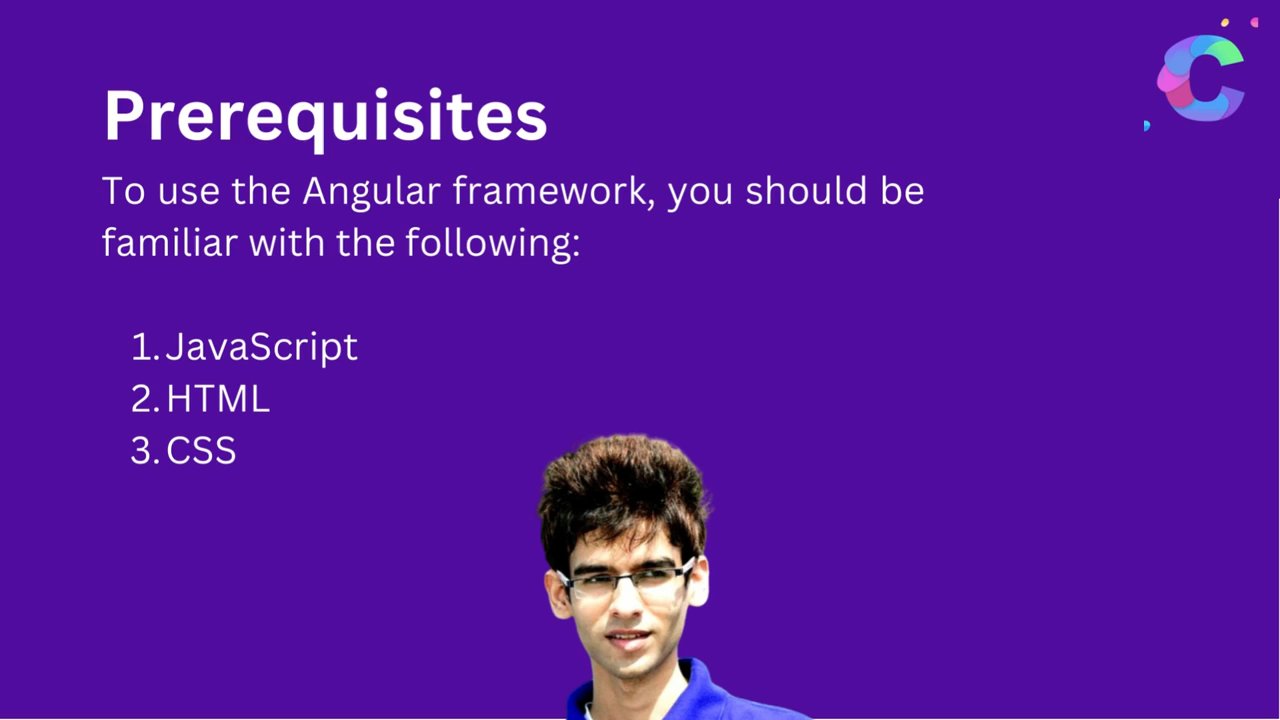 Prerequisites
To use the Angular framework, you should be
familiar with the following:
1. JavaScript
2. HTML
3. CSS